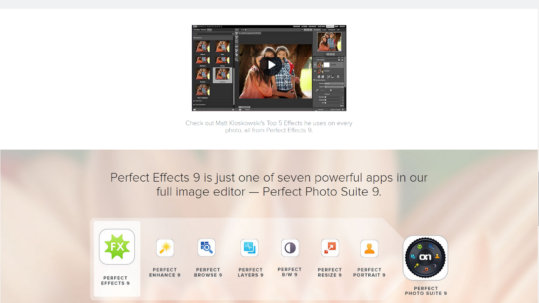 Check out Matt Kloskowski's Top 5 Effects he uses on every
photo, all from Perfect Effects 9.
Perfect Effects 9 is just one of seven powerful apps in our
full image editor — Perfect Photo Suite 9.
FX
on
PERFECT
EFFECTS 9
PERFECT
ENHANCE 9
PERFECT
BROWSE 9
PERFECT
LAYERS 9
PERFECT
B/W 9
PERFECT
RESIZE 9
PERFECT
PORTRAIT 9
PERFECT
PHOTO SUITE 9